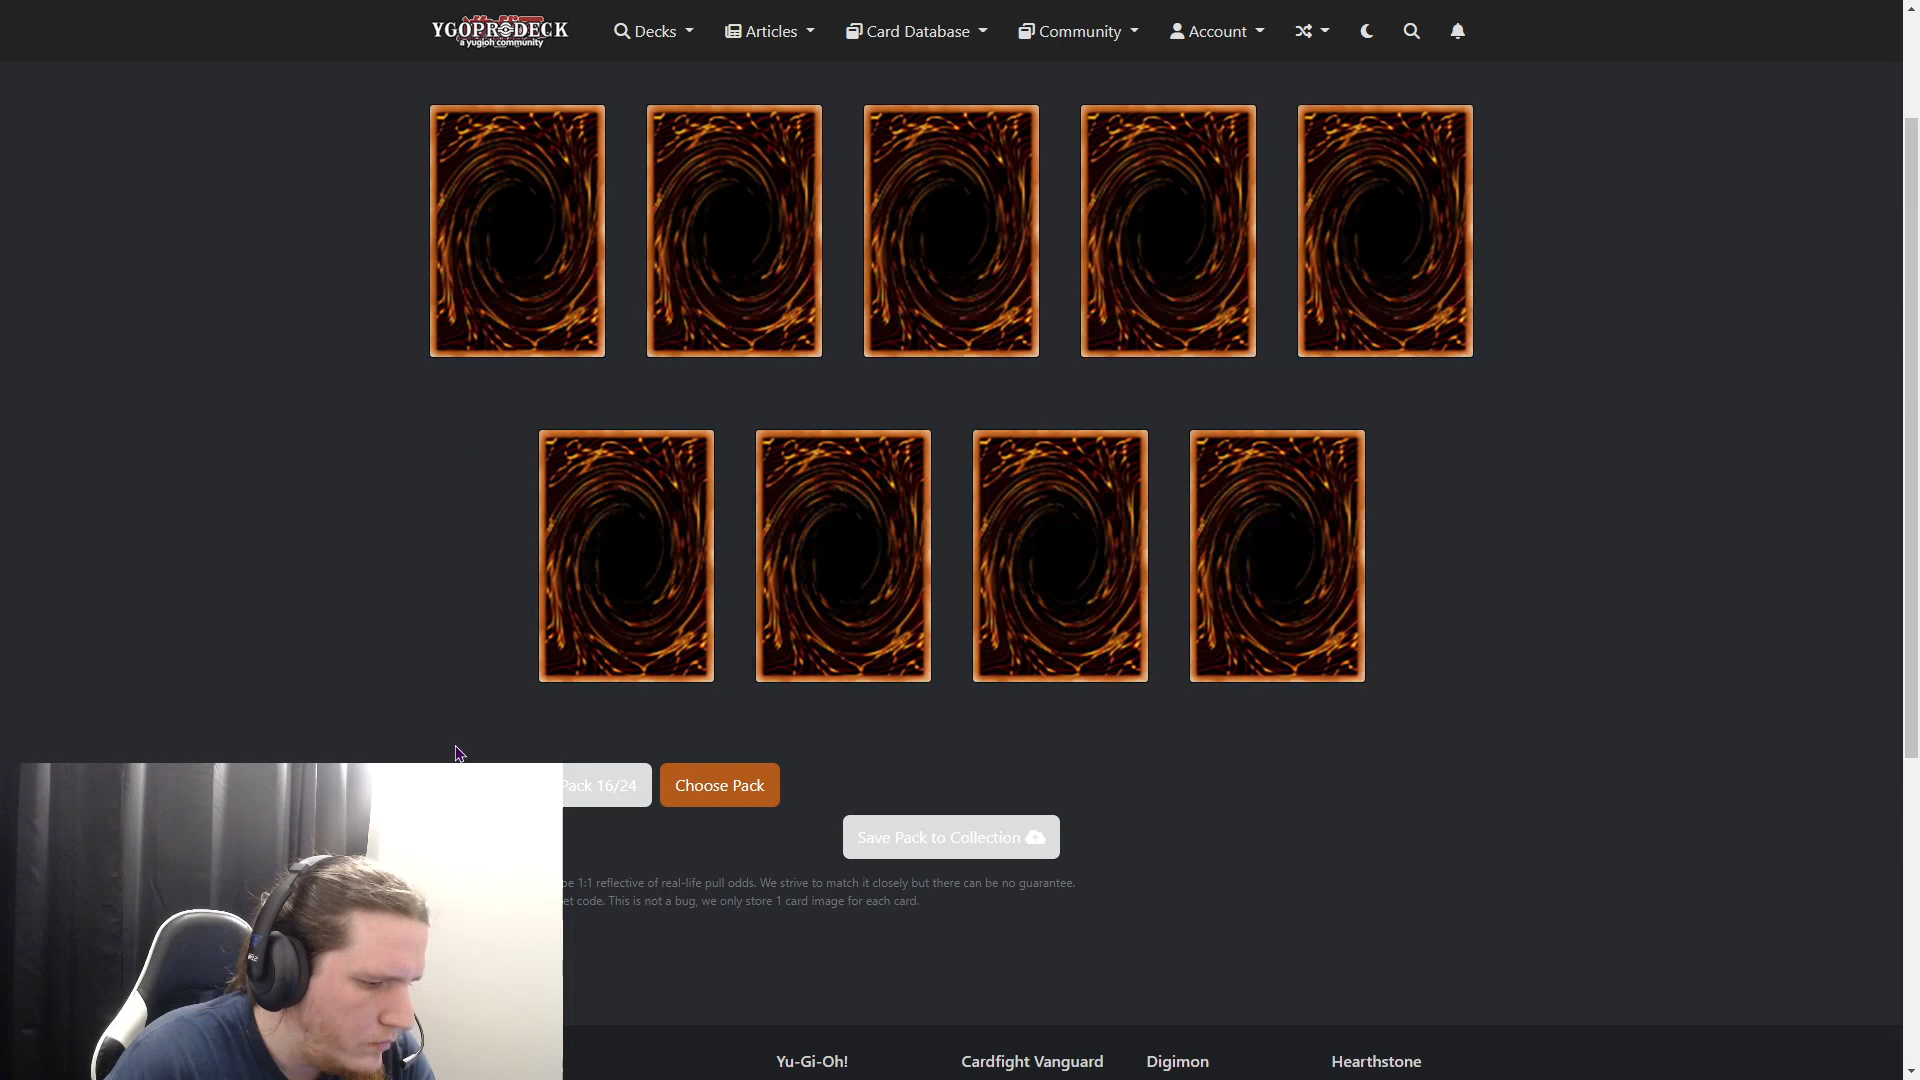 YGOPRODECK
a yugioh community
Decks
Articles
Card Database
Community
Account
Pack 16/24
Choose Pack
Save Pack to Collection
be 1:1 reflective of real-life pull odds. We strive to match it closely but there can be no guarantee.
et code. This is not a bug, we only store 1 card image for each card.
Yu-Gi-Oh!
Cardfight Vanguard
Digimon
Hearthstone